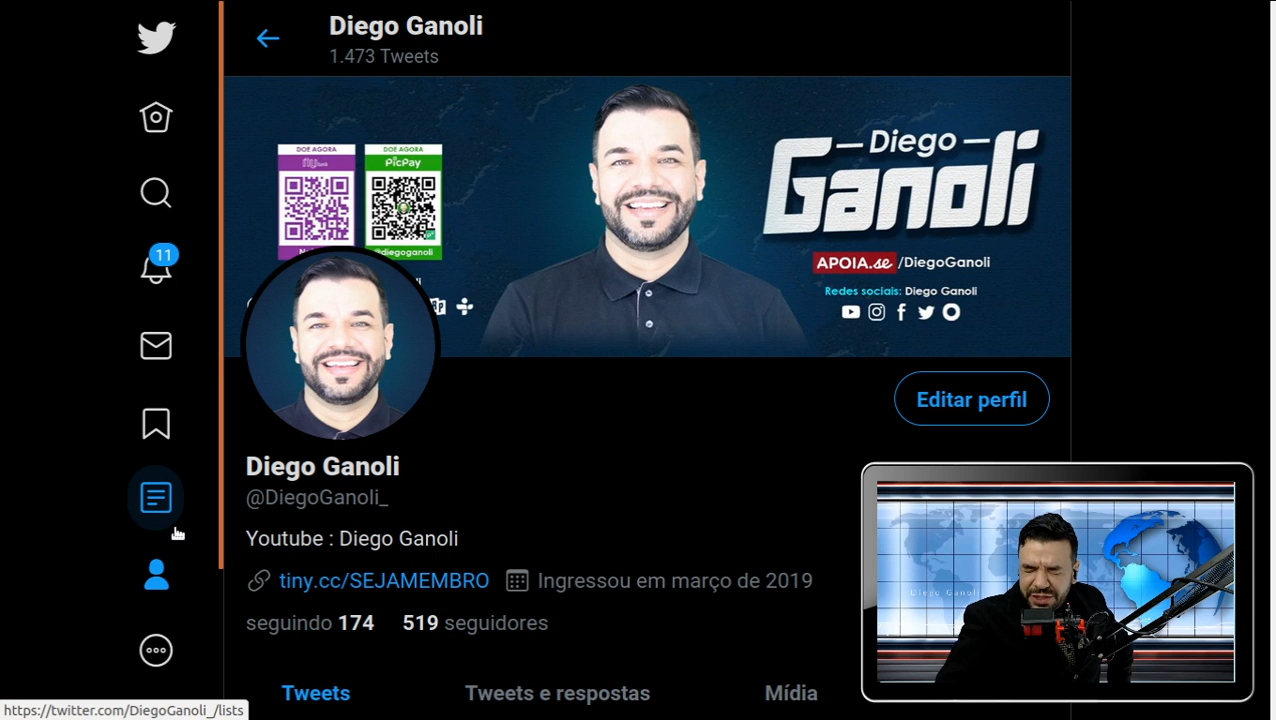 Diego Ganoli
1.473 Tweets
DOE AGORA
DOE AGORA
PicPay
@diegoganoli
Diego
Ganoli
APOIA.se /DiegoGanoli
Redes sociais: Diego Ganoli
11
Editar perfil
Diego Ganoli
@DiegoGanoli_
Youtube : Diego Ganoli
tiny.cc/SEJAMEMBRO Ingressou em março de 2019
seguindo 174 519 seguidores
Diego Ganoli
Tweets Tweets e respostas Mídia
https://twitter.com/DiegoGanoli_/lists